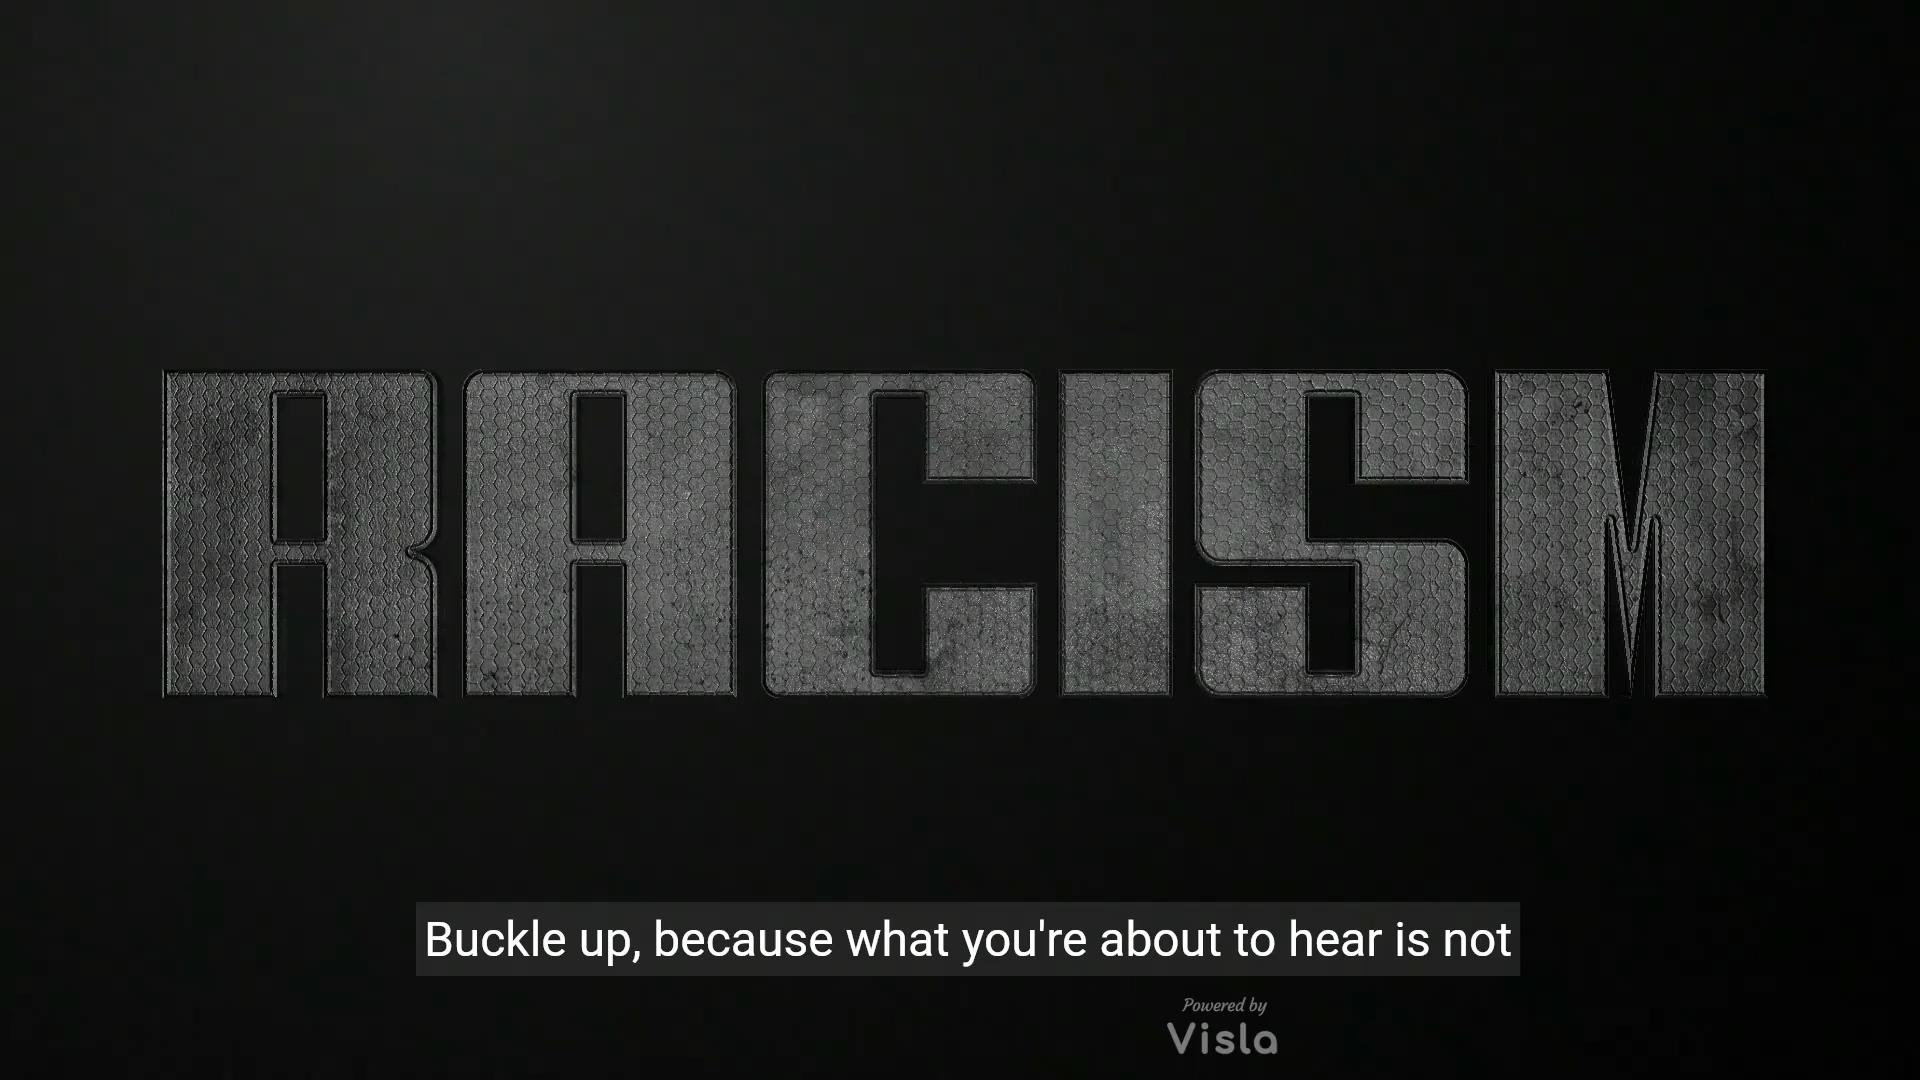 RACISM
Buckle up, because what you're about to hear is not
Powered by
Visla